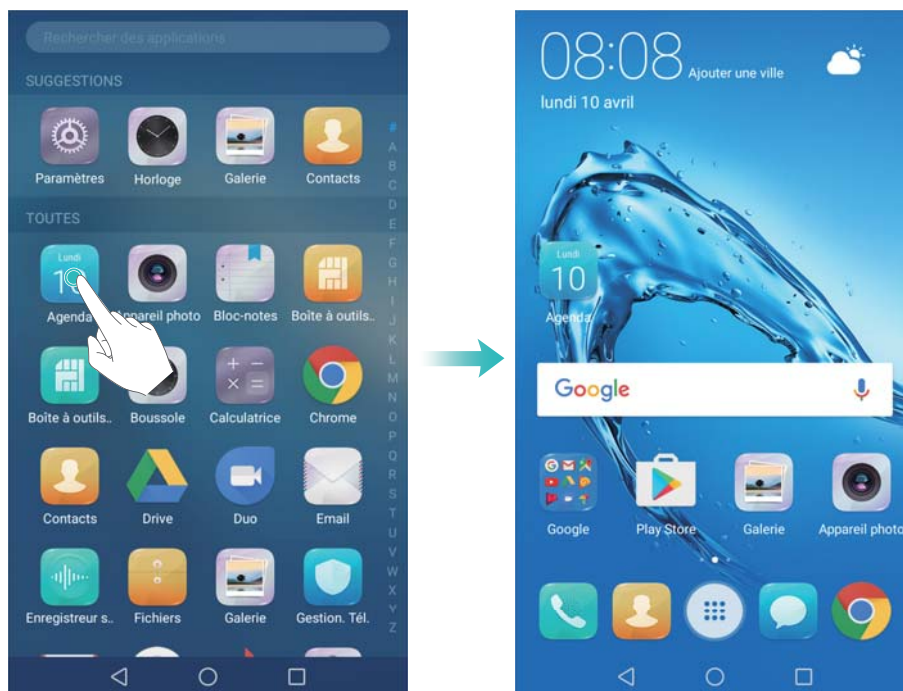 Rechercher des applications
SUGGESTIONS
Paramètres Horloge Galerie Contacts
#
A
B
C
D
TOUTES
E
F
G
H
I
J
K
L
M
N
O
P
Q
R
S
T
U
V
W
X
Y
Z
Lundi
Agenda Appareil photo Bloc-notes Boîte à outils..
Boîte à outils.. Boussole Calculatrice Chrome
Contacts Drive Duo Email
Enregistreur s.. Fichiers Galerie Gestion. Tél.
08:08 Ajouter une ville
lundi 10 avril
Lundi
10
Agenda
Google
Google Play Store Galerie Appareil photo